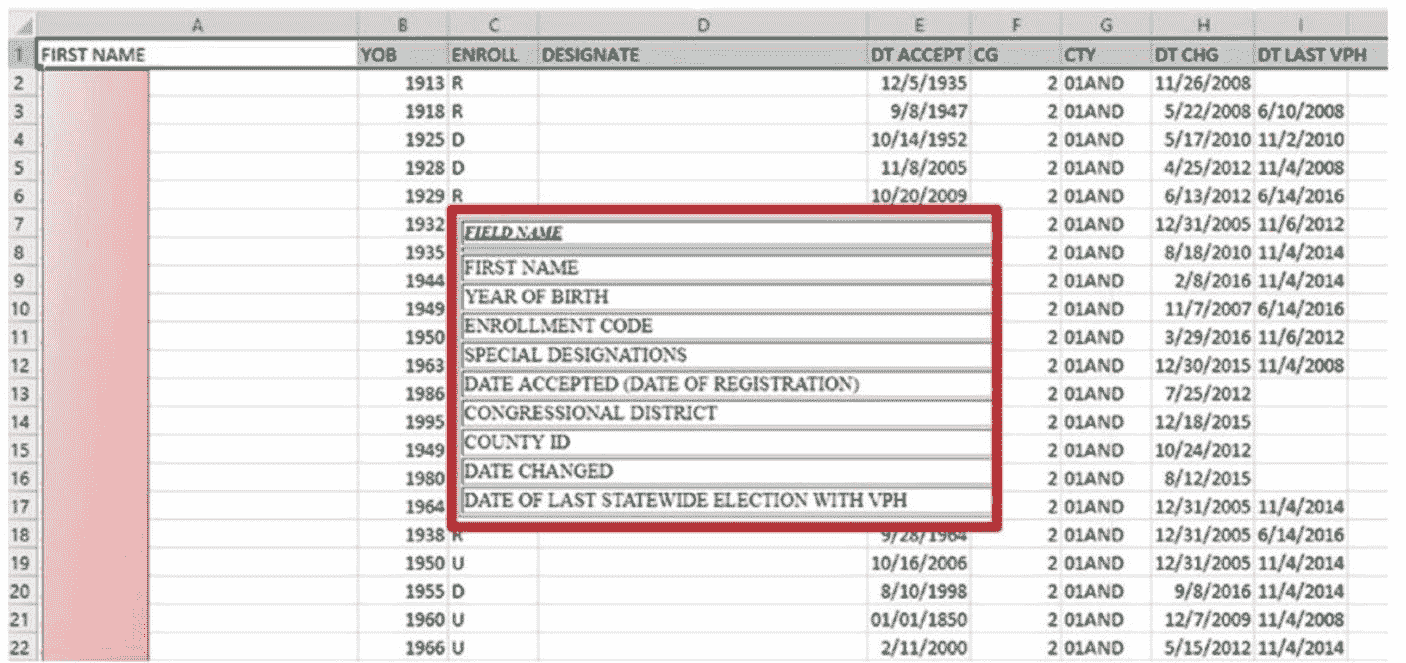 A B C D E F G H I
1 FIRST NAME YOB ENROLL DESIGNATE DT ACCEPT CG CTY DT CHG DT LAST VPH
2 1913 R 12/5/1935 2 01AND 11/26/2008
3 1918 R 9/8/1947 2 01AND 5/22/2008 6/10/2008
4 1925 D 10/14/1952 2 01AND 5/17/2010 11/2/2010
5 1928 D 11/8/2005 2 01AND 4/25/2012 11/4/2008
6 1929 R 10/20/2009 2 01AND 6/13/2012 6/14/2016
7 1932 2 01AND 12/31/2005 11/6/2012
8 1935 2 01AND 8/18/2010 11/4/2014
9 1944 2 01AND 2/8/2016 11/4/2014
10 1949 2 01AND 11/7/2007 6/14/2016
11 1950 2 01AND 3/29/2016 11/6/2012
12 1963 2 01AND 12/30/2015 11/4/2008
13 1986 2 01AND 7/25/2012
14 1995 2 01AND 12/18/2015
15 1949 2 01AND 10/24/2012
16 1980 2 01AND 8/12/2015
17 1964 2 01AND 12/31/2005 11/4/2014
18 1938 R 9/28/1964 2 01AND 12/31/2005 6/14/2016
19 1950 U 10/16/2006 2 01AND 12/31/2005 11/4/2014
20 1955 D 8/10/1998 2 01AND 9/8/2016 11/4/2014
21 1960 U 01/01/1850 2 01AND 12/7/2009 11/4/2008
22 1966 U 2/11/2000 2 01AND 5/15/2012 11/4/2014
FIELD NAME
FIRST NAME
YEAR OF BIRTH
ENROLLMENT CODE
SPECIAL DESIGNATIONS
DATE ACCEPTED (DATE OF REGISTRATION)
CONGRESSIONAL DISTRICT
COUNTY ID
DATE CHANGED
DATE OF LAST STATEWIDE ELECTION WITH VPH